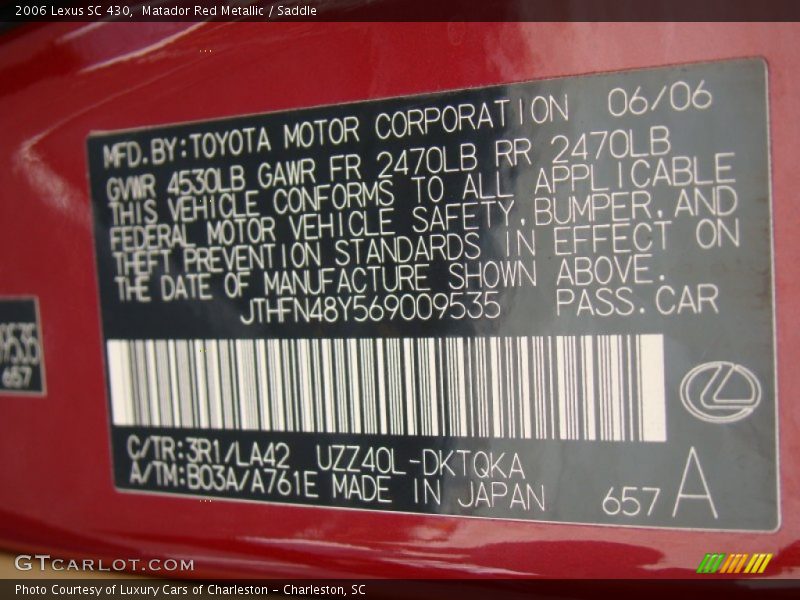 2006 Lexus SC 430,  Matador Red Metallic / Saddle
MFD.BY:TOYOTA MOTOR CORPORATION 06/06
GVWR 4530LB GAWR FR 2470LB RR 2470LB
THIS VEHICLE CONFORMS TO ALL APPLICABLE
FEDERAL MOTOR VEHICLE SAFETY,BUMPER,AND
THEFT PREVENTION STANDARDS IN EFFECT ON
THE DATE OF MANUFACTURE SHOWN ABOVE.
JTHFN48Y569009535 PASS.CAR
9535
657
C/TR:3R1/LA42 UZZ40L-DKTQKA
A/TM:B03A/A761E MADE IN JAPAN 657 A
GTCARLOT.COM
Photo Courtesy of Luxury Cars of Charleston - Charleston, SC